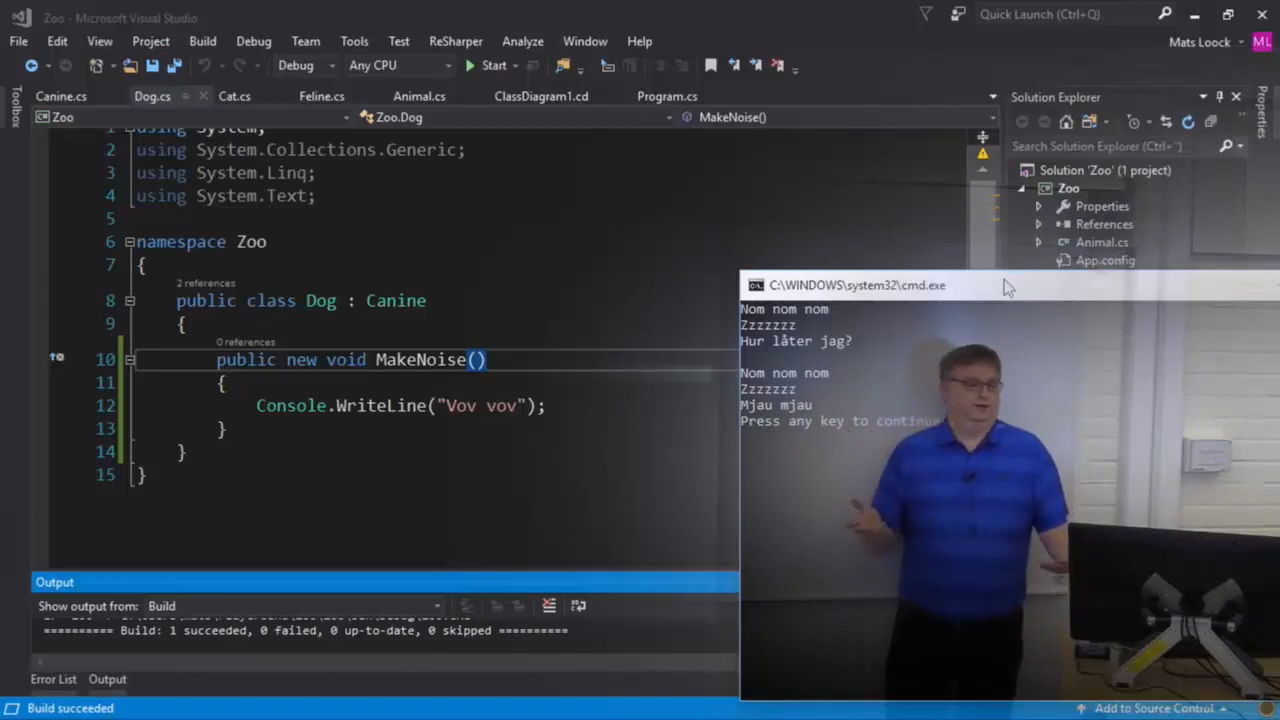 Zoo - Microsoft Visual Studio
Quick Launch (Ctrl+Q)
File Edit View Project Build Debug Team Tools Test ReSharper Analyze Window Help
Mats Loock ML
Debug Any CPU Start
Toolbox
Canine.cs Dog.cs Cat.cs Feline.cs Animal.cs ClassDiagram1.cd Program.cs
Zoo Zoo.Dog MakeNoise()
Solution Explorer
Properties
Search Solution Explorer (Ctrl+¨)
Solution 'Zoo' (1 project)
Zoo
Properties
References
Animal.cs
App.config
1 using System;
2 using System.Collections.Generic;
3 using System.Linq;
4 using System.Text;
5
6 namespace Zoo
7 {
2 references
8 public class Dog : Canine
9 {
0 references
10 public new void MakeNoise()
11 {
12 Console.WriteLine("Vov vov");
13 }
14 }
15 }
C:\WINDOWS\system32\cmd.exe
Nom nom nom
Zzzzzzz
Hur låter jag?
Nom nom nom
Zzzzzzz
Mjau mjau
Press any key to continue
Output
Show output from: Build
========== Build: 1 succeeded, 0 failed, 0 up-to-date, 0 skipped ==========
Error List Output
Build succeeded
Add to Source Control